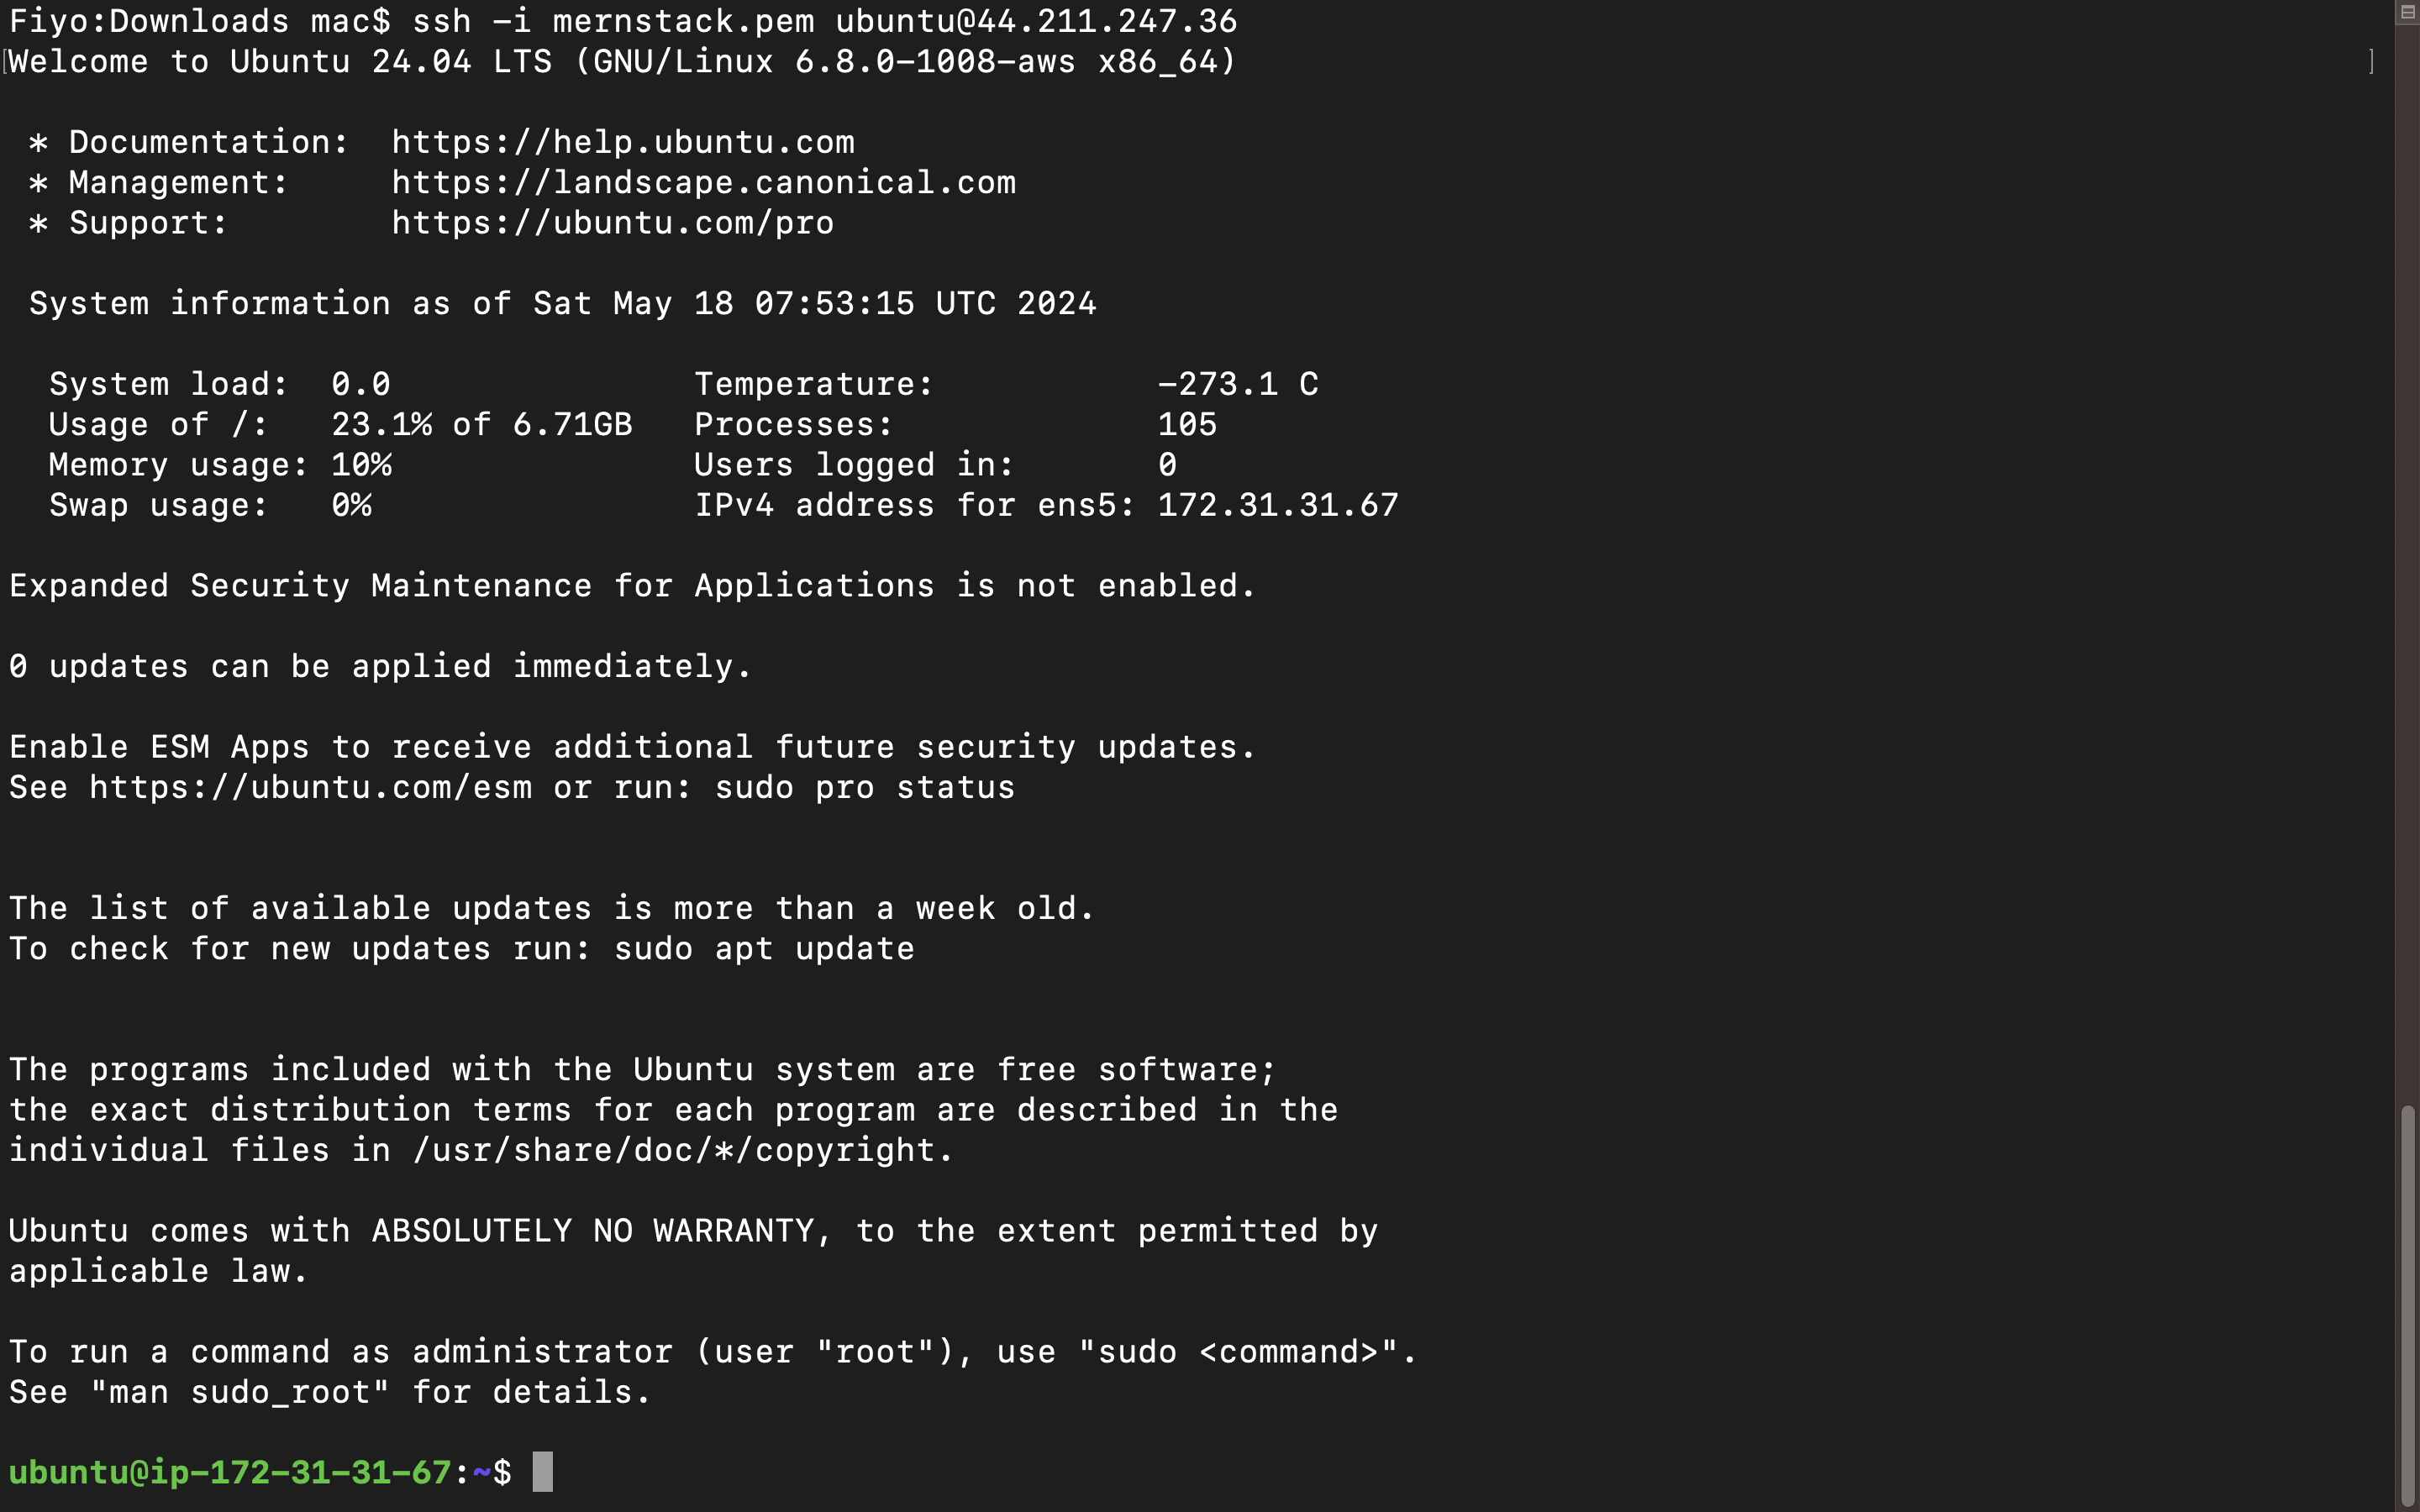 Fiyo:Downloads mac$ ssh -i mernstack.pem ubuntu@44.211.247.36
[Welcome to Ubuntu 24.04 LTS (GNU/Linux 6.8.0-1008-aws x86_64) ]
* Documentation: https://help.ubuntu.com
* Management: https://landscape.canonical.com
* Support: https://ubuntu.com/pro
System information as of Sat May 18 07:53:15 UTC 2024
System load: 0.0 Temperature: -273.1 C
Usage of /: 23.1% of 6.71GB Processes: 105
Memory usage: 10% Users logged in: 0
Swap usage: 0% IPv4 address for ens5: 172.31.31.67
Expanded Security Maintenance for Applications is not enabled.
0 updates can be applied immediately.
Enable ESM Apps to receive additional future security updates.
See https://ubuntu.com/esm or run: sudo pro status
The list of available updates is more than a week old.
To check for new updates run: sudo apt update
The programs included with the Ubuntu system are free software;
the exact distribution terms for each program are described in the
individual files in /usr/share/doc/*/copyright.
Ubuntu comes with ABSOLUTELY NO WARRANTY, to the extent permitted by
applicable law.
To run a command as administrator (user "root"), use "sudo <command>".
See "man sudo_root" for details.
ubuntu@ip-172-31-31-67:~$